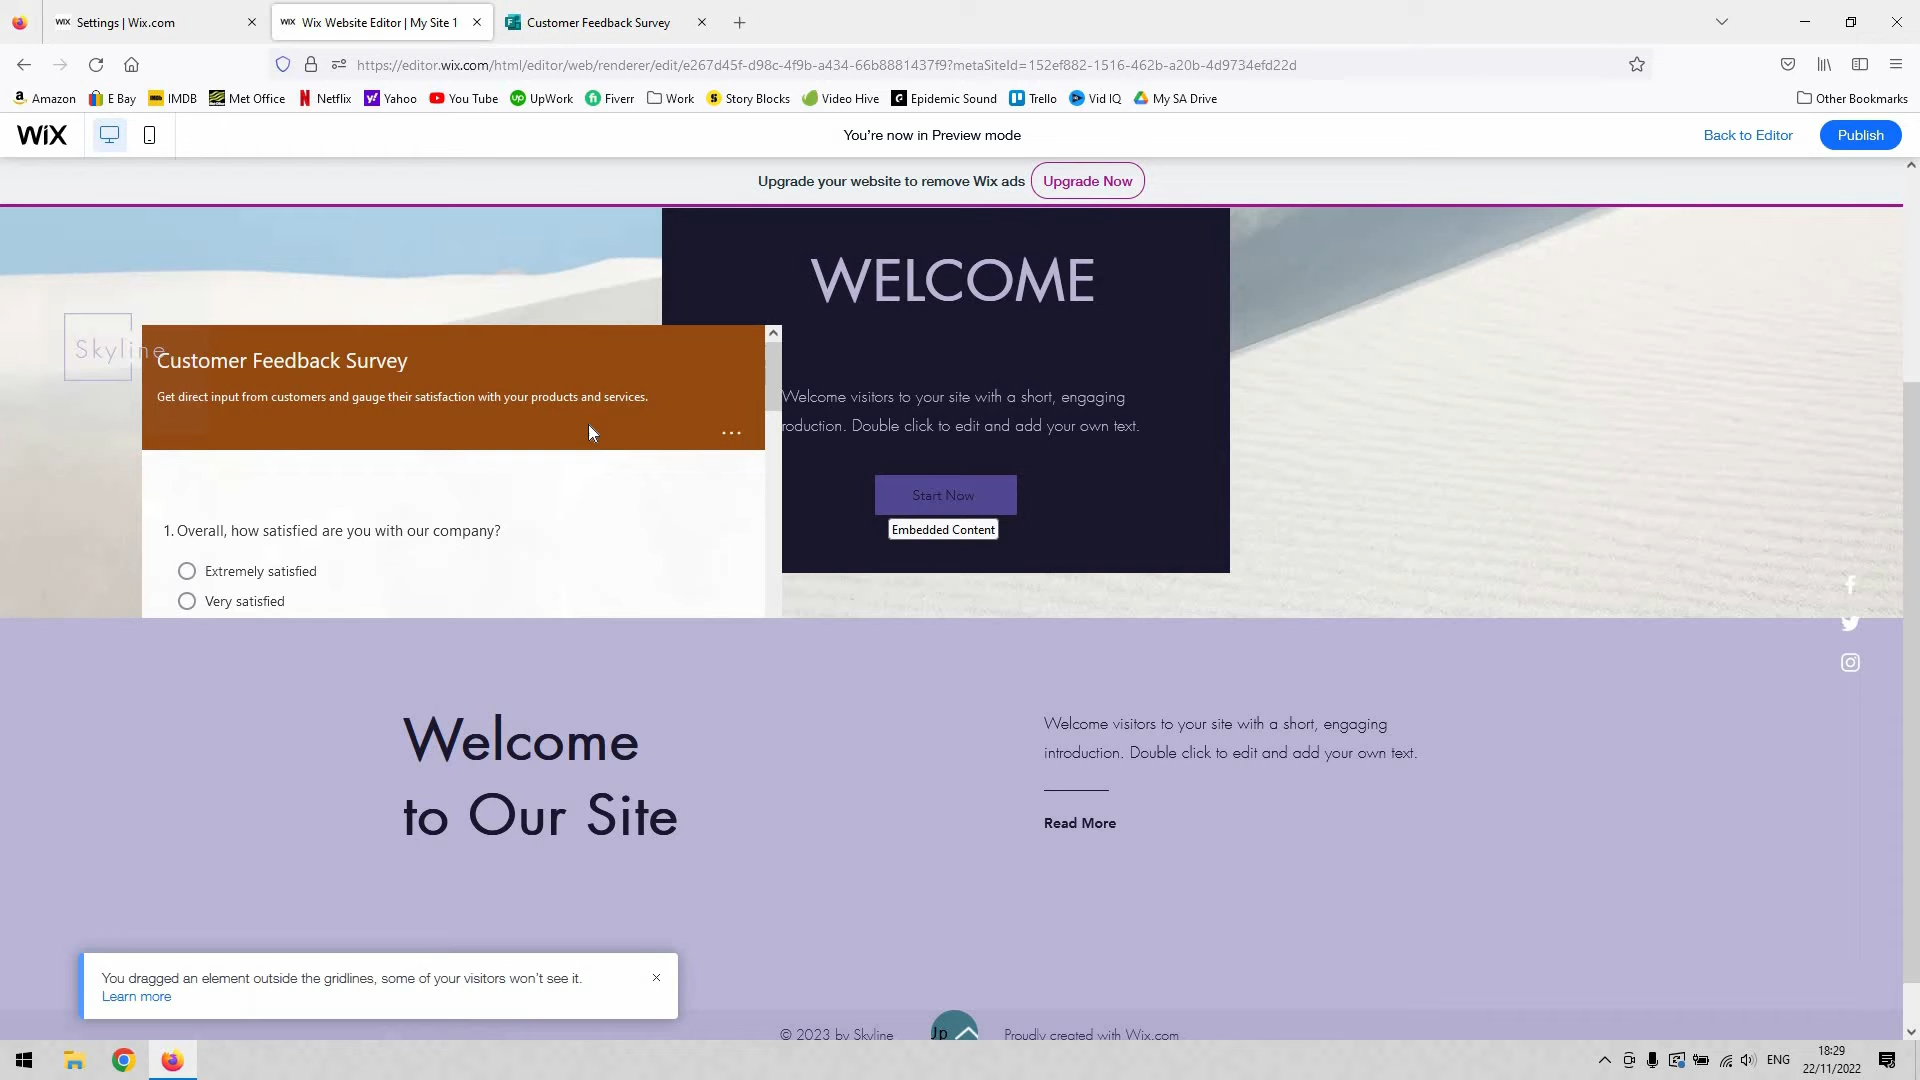 Settings | Wix.com
Wix Website Editor | My Site 1
Customer Feedback Survey
https://editor.wix.com/html/editor/web/renderer/edit/e267d45f-d98c-4f9b-a434-66b8881437f9?metaSiteId=152ef882-1516-462b-a20b-4d9734efd22d
Amazon
E Bay
IMDB
Met Office
Netflix
Yahoo
You Tube
UpWork
Fiverr
Work
Story Blocks
Video Hive
Epidemic Sound
Trello
Vid IQ
My SA Drive
Other Bookmarks
WiX
You're now in Preview mode
Back to Editor
Publish
Upgrade your website to remove Wix ads
Upgrade Now
WELCOME
Skyline
Customer Feedback Survey
Get direct input from customers and gauge their satisfaction with your products and services.
Welcome visitors to your site with a short, engaging
roduction. Double click to edit and add your own text.
Start Now
Embedded Content
1. Overall, how satisfied are you with our company?
Extremely satisfied
Very satisfied
Welcome
to Our Site
Welcome visitors to your site with a short, engaging
introduction. Double click to edit and add your own text.
Read More
You dragged an element outside the gridlines, some of your visitors won't see it.
Learn more
© 2023 by Skyline
Up
Proudly created with Wix.com
ENG
18:29
22/11/2022